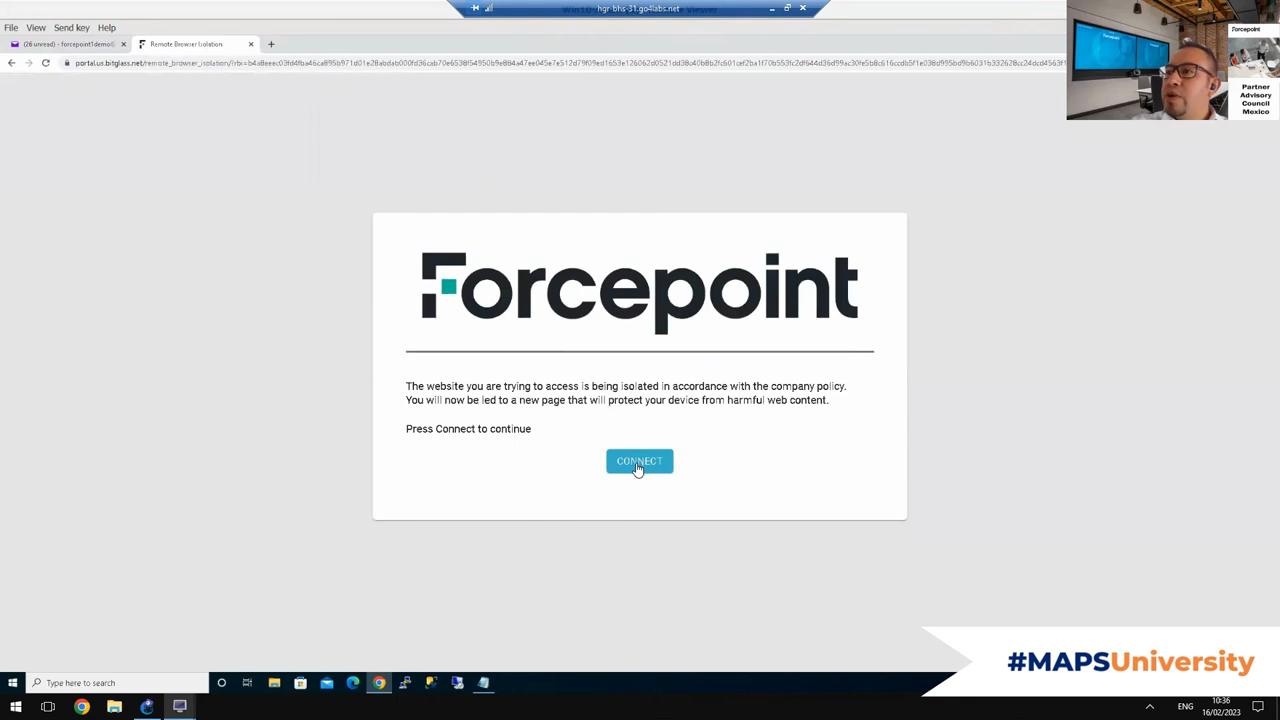 hgr-bhs-31.go4labs.net
File View Send key Help
(26 unread) - forcepoint1demo
Remote Browser Isolation
Forcepoint
Partner
Advisory
Council
Mexico
Forcepoint
The website you are trying to access is being isolated in accordance with the company policy.
You will now be led to a new page that will protect your device from harmful web content.
Press Connect to continue
CONNECT
#MAPSUniversity
Type here to search
ENG
10:36
16/02/2023